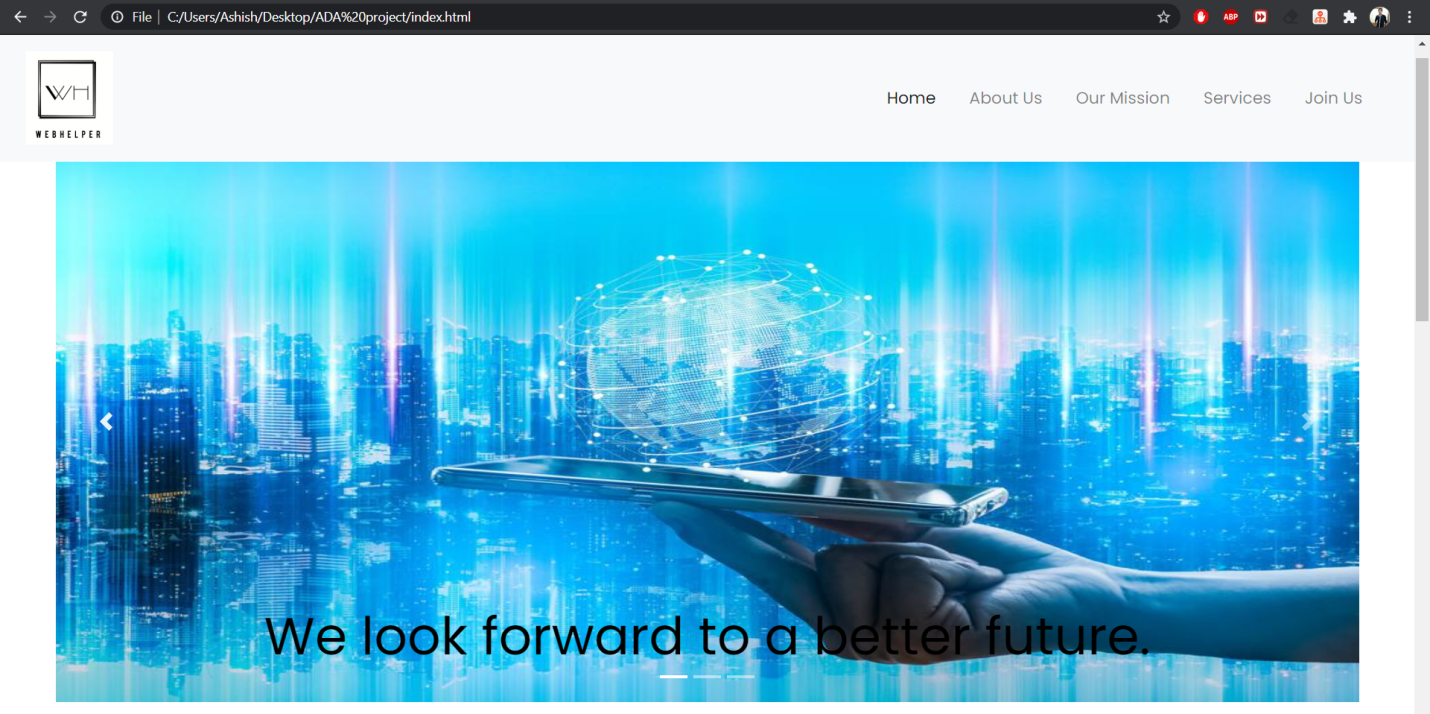 File | C:/Users/Ashish/Desktop/ADA%20project/index.html
ABP
WH
WEBHELPER
Home About Us Our Mission Services Join Us
We look forward to a better future.